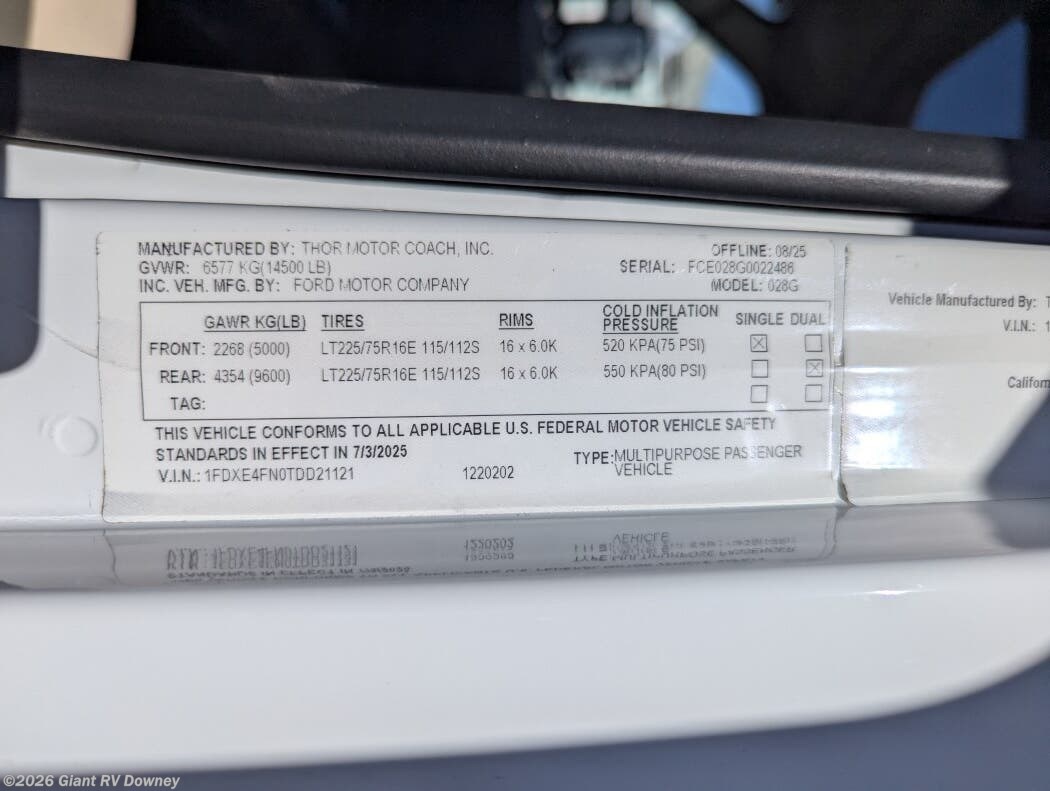 MANUFACTURED BY: THOR MOTOR COACH, INC. OFFLINE: 08/25
GVWR: 6577 KG(14500 LB) SERIAL: FCE028G0022486
INC. VEH. MFG. BY: FORD MOTOR COMPANY MODEL: 028G
GAWR KG(LB) TIRES RIMS COLD INFLATION PRESSURE SINGLE DUAL
FRONT: 2268 (5000) LT225/75R16E 115/112S 16 x 6.0K 520 KPA(75 PSI) ☒ ☐
REAR: 4354 (9600) LT225/75R16E 115/112S 16 x 6.0K 550 KPA(80 PSI) ☐ ☒
TAG: ☐ ☐
THIS VEHICLE CONFORMS TO ALL APPLICABLE U.S. FEDERAL MOTOR VEHICLE SAFETY
STANDARDS IN EFFECT IN 7/3/2025 TYPE: MULTIPURPOSE PASSENGER
V.I.N.: 1FDXE4FN0TDD21121 1220202 VEHICLE
Vehicle Manufactured By: T
V.I.N.: 1
Californ
©2026 Giant RV Downey